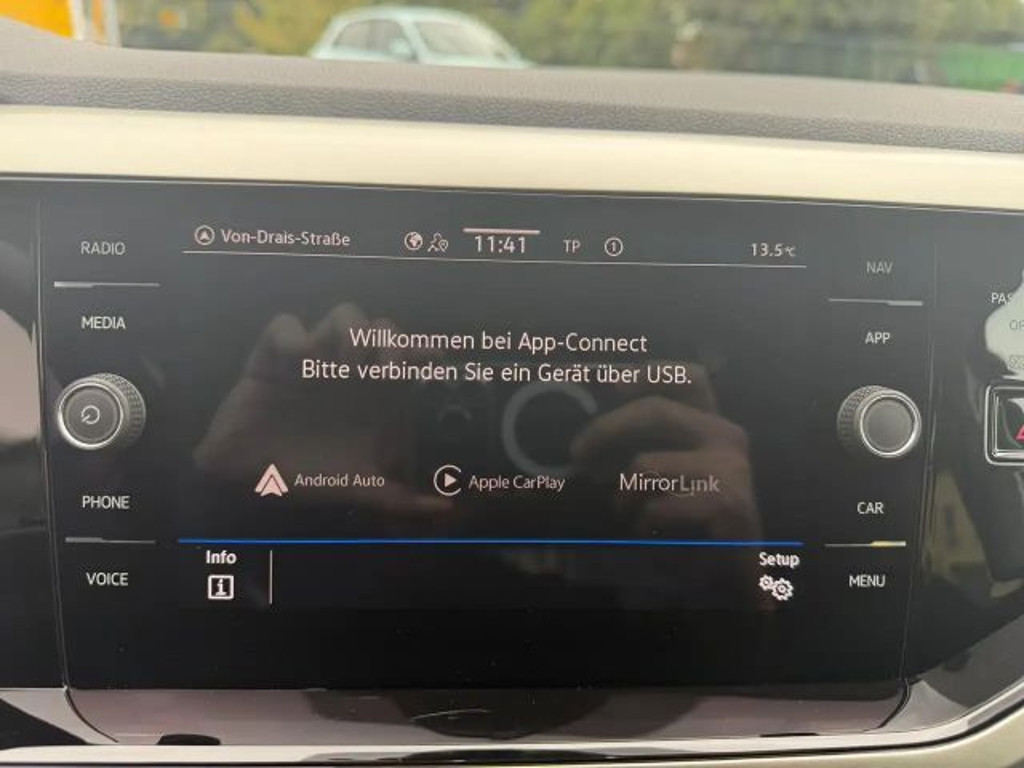 RADIO
Von-Drais-Straße
11:41
TP
1
13.5°C
NAV
MEDIA
APP
Willkommen bei App-Connect
Bitte verbinden Sie ein Gerät über USB.
Android Auto
Apple CarPlay
MirrorLink
PHONE
CAR
Info
Setup
VOICE
MENU